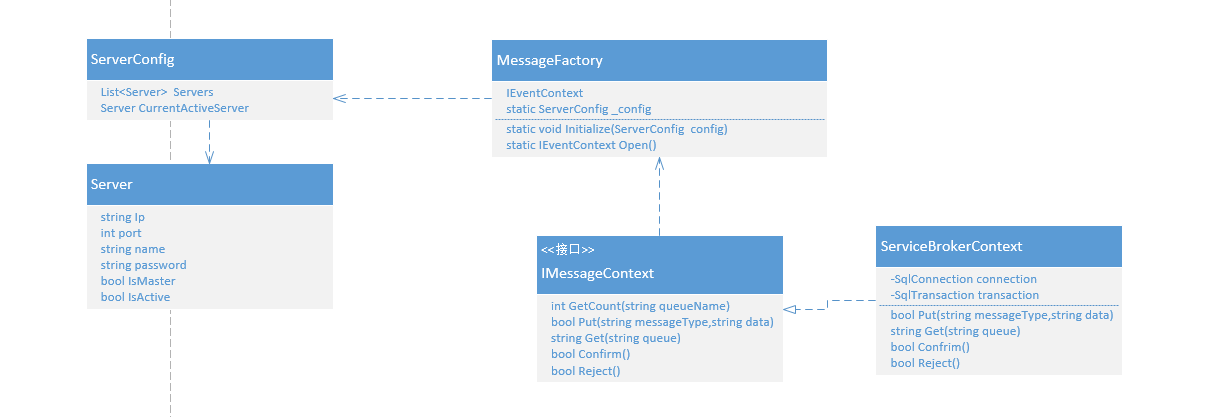 ServerConfig
List<Server> Servers
Server CurrentActiveServer
Server
string Ip
int port
string name
string password
bool IsMaster
bool IsActive
MessageFactory
IEventContext
static ServerConfig _config
static void Initialize(ServerConfig config)
static IEventContext Open()
<<接口>>
IMessageContext
int GetCount(string queueName)
bool Put(string messageType,string data)
string Get(string queue)
bool Confirm()
bool Reject()
ServiceBrokerContext
-SqlConnection connection
-SqlTransaction transaction
bool Put(string messageType,string data)
string Get(string queue)
bool Confrim()
bool Reject()